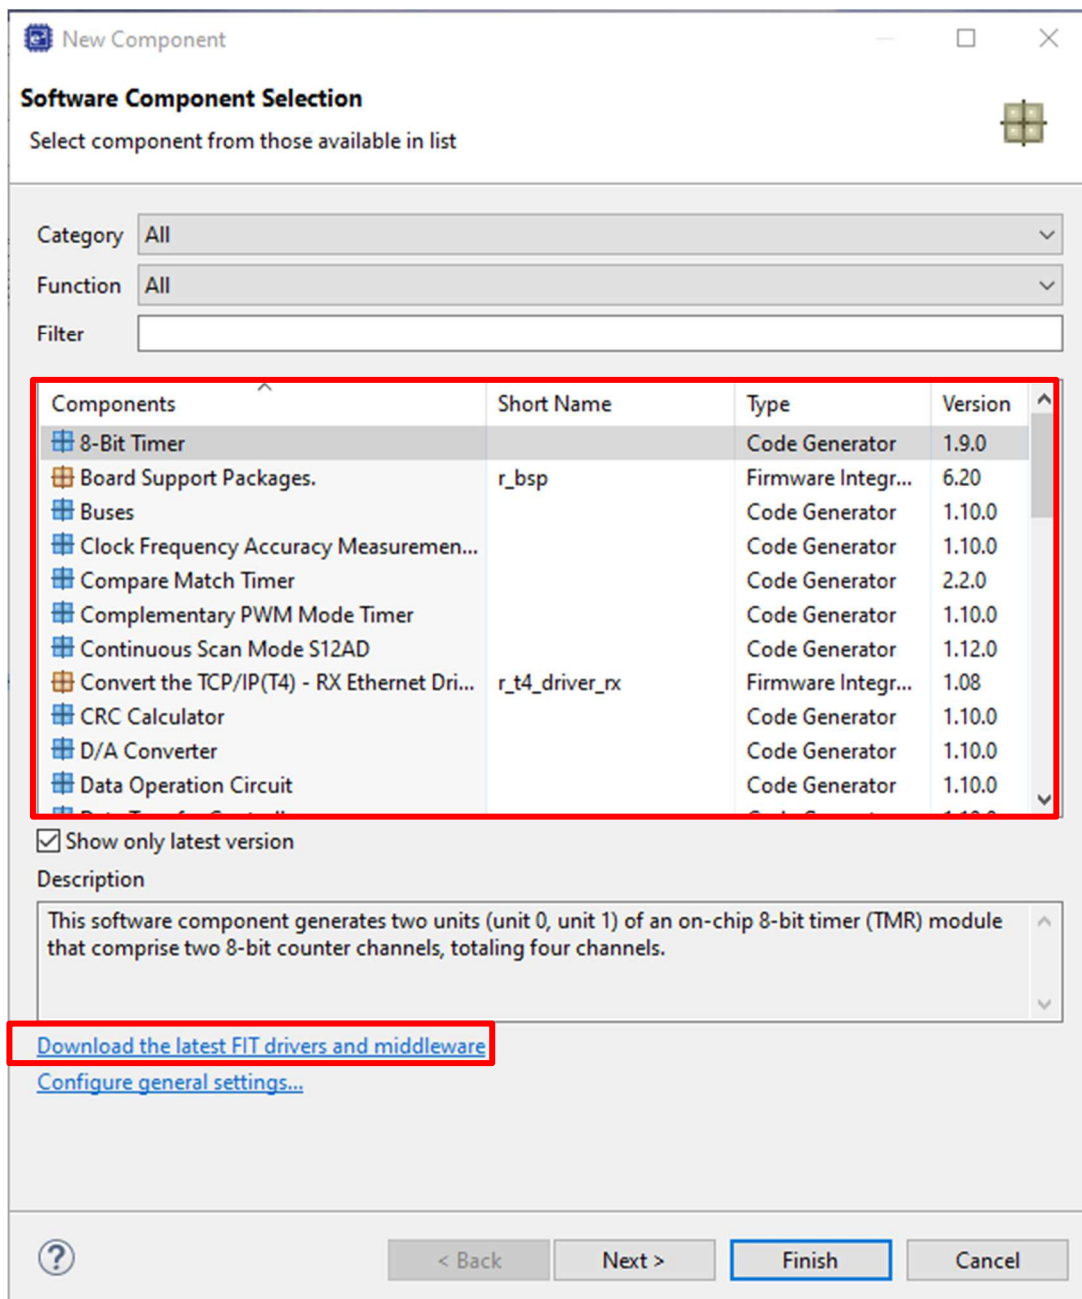 New Component
Software Component Selection
Select component from those available in list
Category All
Function All
Filter
Components Short Name Type Version
8-Bit Timer Code Generator 1.9.0
Board Support Packages. r_bsp Firmware Integr... 6.20
Buses Code Generator 1.10.0
Clock Frequency Accuracy Measuremen... Code Generator 1.10.0
Compare Match Timer Code Generator 2.2.0
Complementary PWM Mode Timer Code Generator 1.10.0
Continuous Scan Mode S12AD Code Generator 1.12.0
Convert the TCP/IP(T4) - RX Ethernet Dri... r_t4_driver_rx Firmware Integr... 1.08
CRC Calculator Code Generator 1.10.0
D/A Converter Code Generator 1.10.0
Data Operation Circuit Code Generator 1.10.0
Show only latest version
Description
This software component generates two units (unit 0, unit 1) of an on-chip 8-bit timer (TMR) module
that comprise two 8-bit counter channels, totaling four channels.
Download the latest FIT drivers and middleware
Configure general settings...
? < Back Next > Finish Cancel